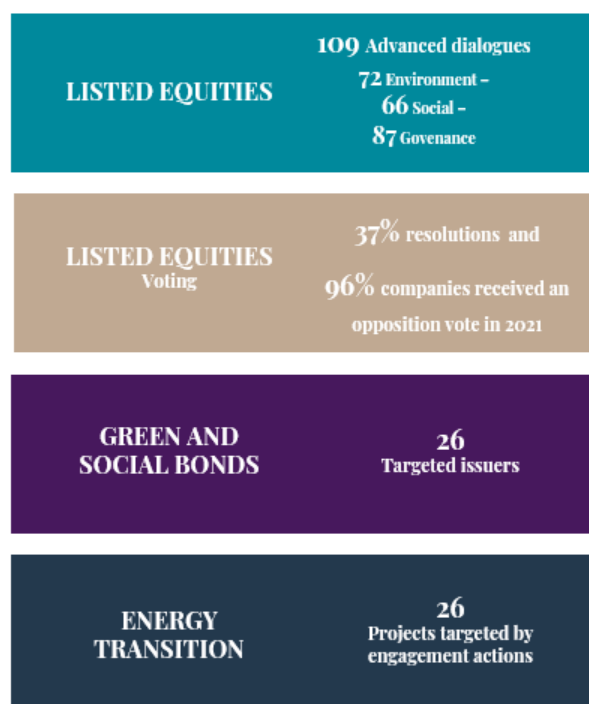 LISTED EQUITIES
109 Advanced dialogues
72 Environment –
66 Social –
87 Govenance
LISTED EQUITIES
Voting
37% resolutions and
96% companies received an
opposition vote in 2021
GREEN AND
SOCIAL BONDS
26
Targeted issuers
ENERGY
TRANSITION
26
Projects targeted by
engagement actions